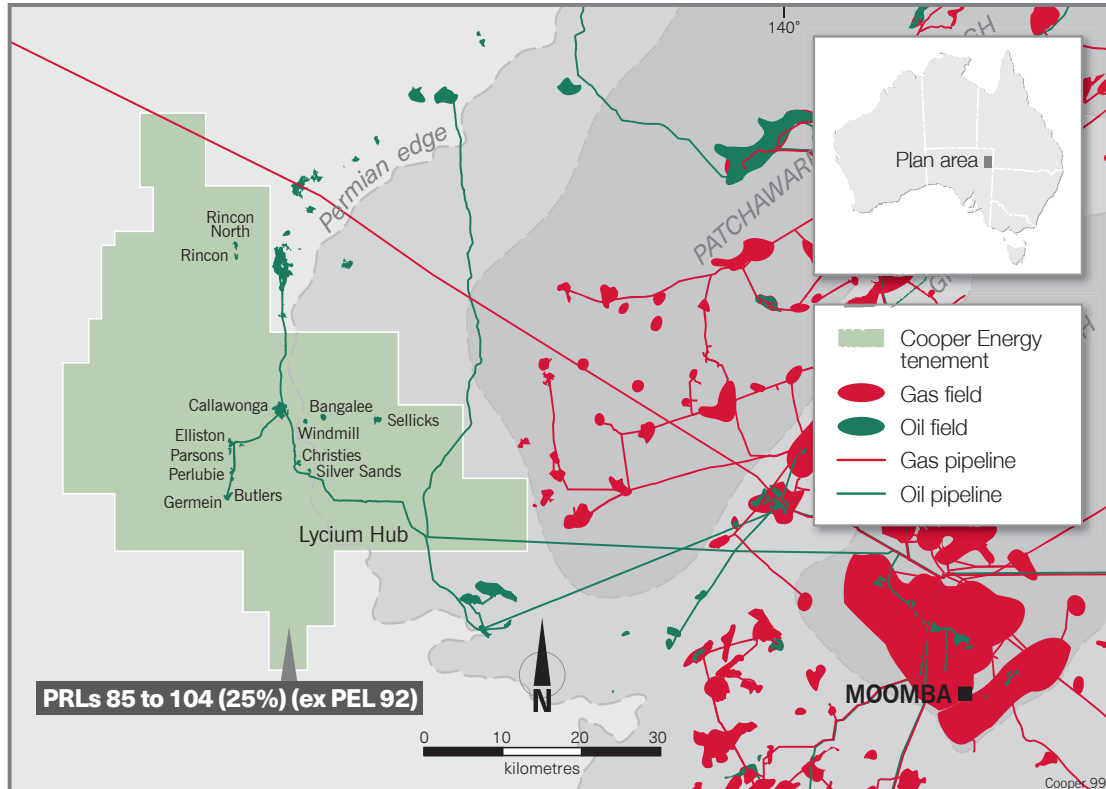 140°
Plan area
PATCHAWAR
Permian edge
Rincon
North
Rincon
Cooper Energy
tenement
Gas field
Oil field
Gas pipeline
Oil pipeline
Callawonga
Bangalee
Sellicks
Windmill
Elliston
Parsons
Christies
Perlubie
Silver Sands
Germein
Butlers
Lycium Hub
PRLs 85 to 104 (25%) (ex PEL 92)
N
MOOMBA
0
10
20
30
kilometres
Cooper 99